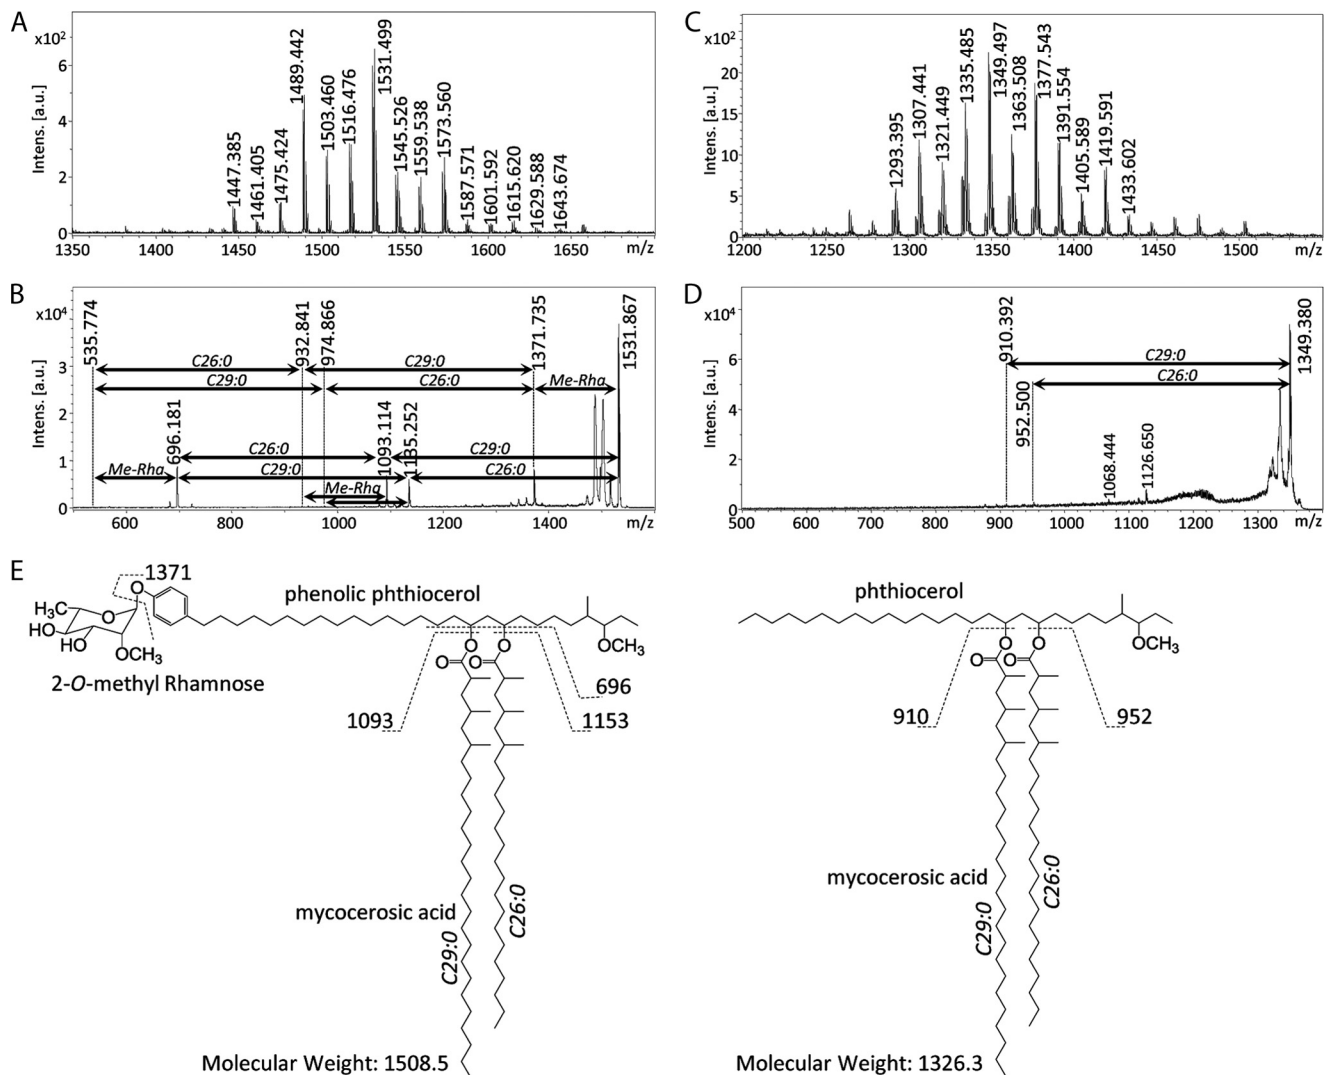 A
x10²
Intens. [a.u.]
6
4
2
0
1447.385
1461.405
1475.424
1489.442
1503.460
1516.476
1531.499
1545.526
1559.538
1573.560
1587.571
1601.592
1615.620
1629.588
1643.674
1350
1400
1450
1500
1550
1600
1650
m/z
C
x10²
Intens. [a.u.]
20
15
10
5
0
1293.395
1307.441
1321.449
1335.485
1349.497
1363.508
1377.543
1391.554
1405.589
1419.591
1433.602
1200
1250
1300
1350
1400
1450
1500
m/z
B
x10⁴
Intens. [a.u.]
3
2
1
0
535.774
932.841
974.866
1371.735
1531.867
C26:0
C29:0
C29:0
C26:0
Me-Rha
696.181
1093.114
1135.252
C26:0
C29:0
Me-Rha
C29:0
C26:0
Me-Rha
600
800
1000
1200
1400
m/z
D
x10⁴
Intens. [a.u.]
6
4
2
0
910.392
952.500
1068.444
1126.650
1349.380
C29:0
C26:0
500
600
700
800
900
1000
1100
1200
1300
m/z
E
1371
phenolic phthiocerol
H₃C
O
O
HO
HO
OCH₃
2-O-methyl Rhamnose
O
O
O
O
OCH₃
696
1093
1153
mycocerosic acid
C29:0
C26:0
Molecular Weight: 1508.5
phthiocerol
O
O
O
O
OCH₃
910
952
mycocerosic acid
C29:0
C26:0
Molecular Weight: 1326.3